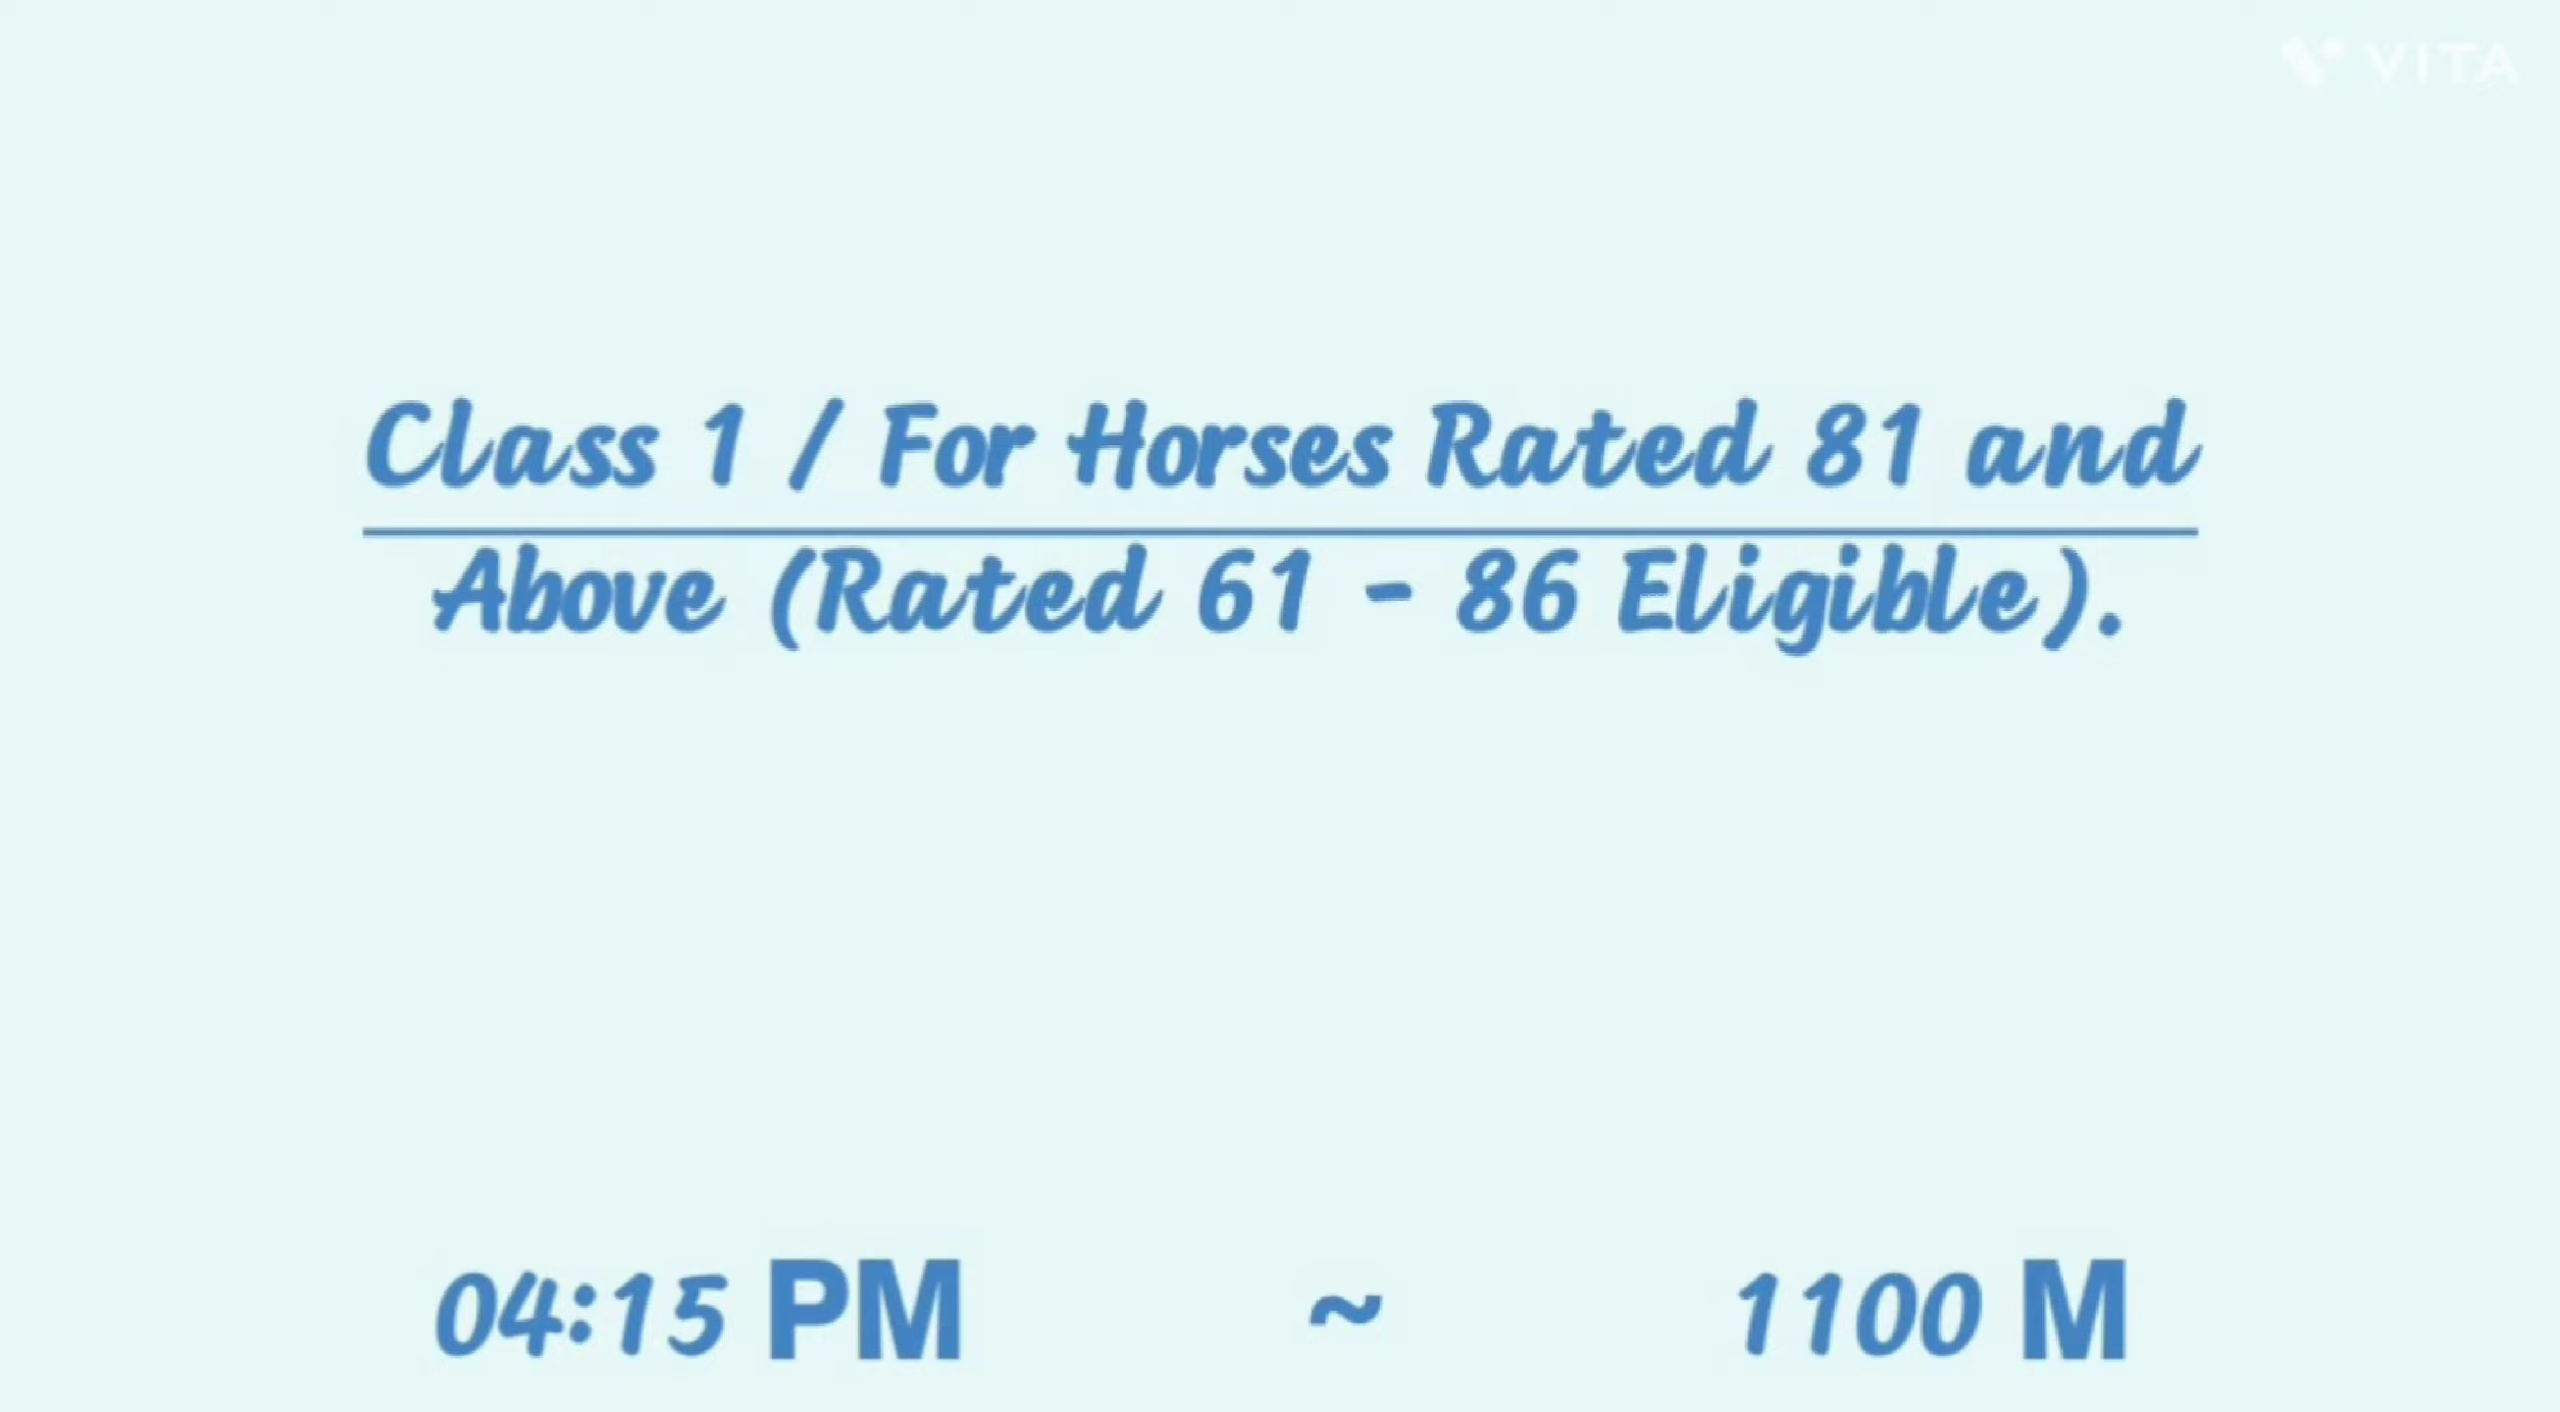 VITA
Class 1 / For Horses Rated 81 and
Above (Rated 61 - 86 Eligible).
04:15 PM ~ 1100 M